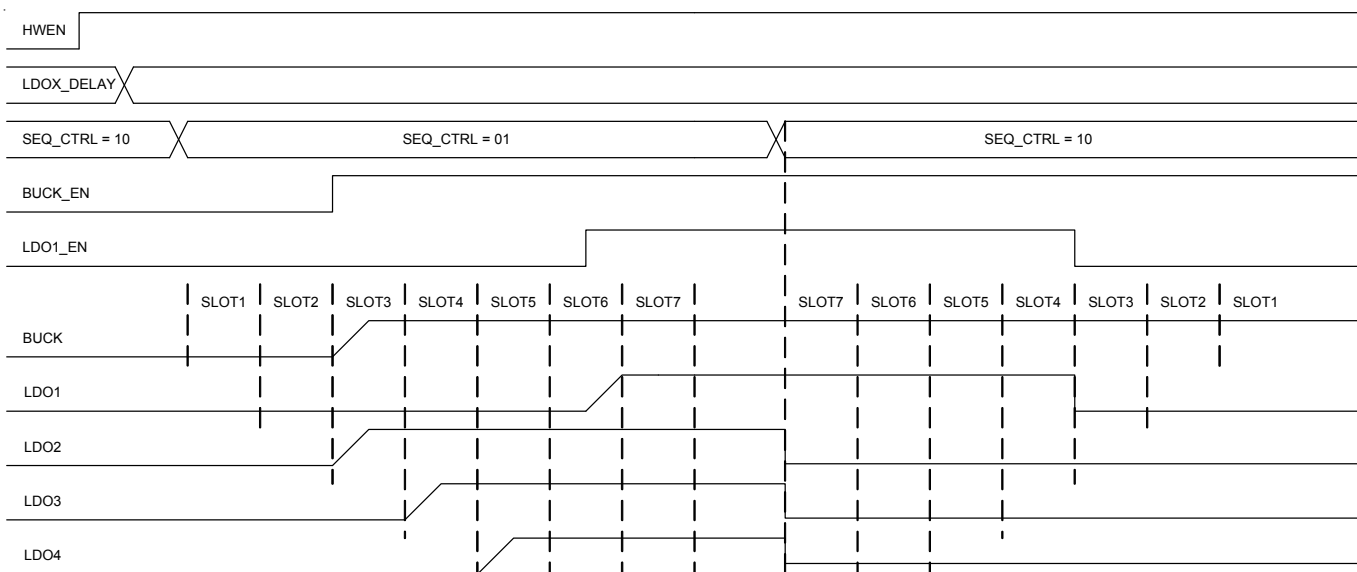 HWEN
LDOX_DELAY
SEQ_CTRL = 10 SEQ_CTRL = 01 SEQ_CTRL = 10
BUCK_EN
LDO1_EN
SLOT1 SLOT2 SLOT3 SLOT4 SLOT5 SLOT6 SLOT7 SLOT7 SLOT6 SLOT5 SLOT4 SLOT3 SLOT2 SLOT1
BUCK
LDO1
LDO2
LDO3
LDO4